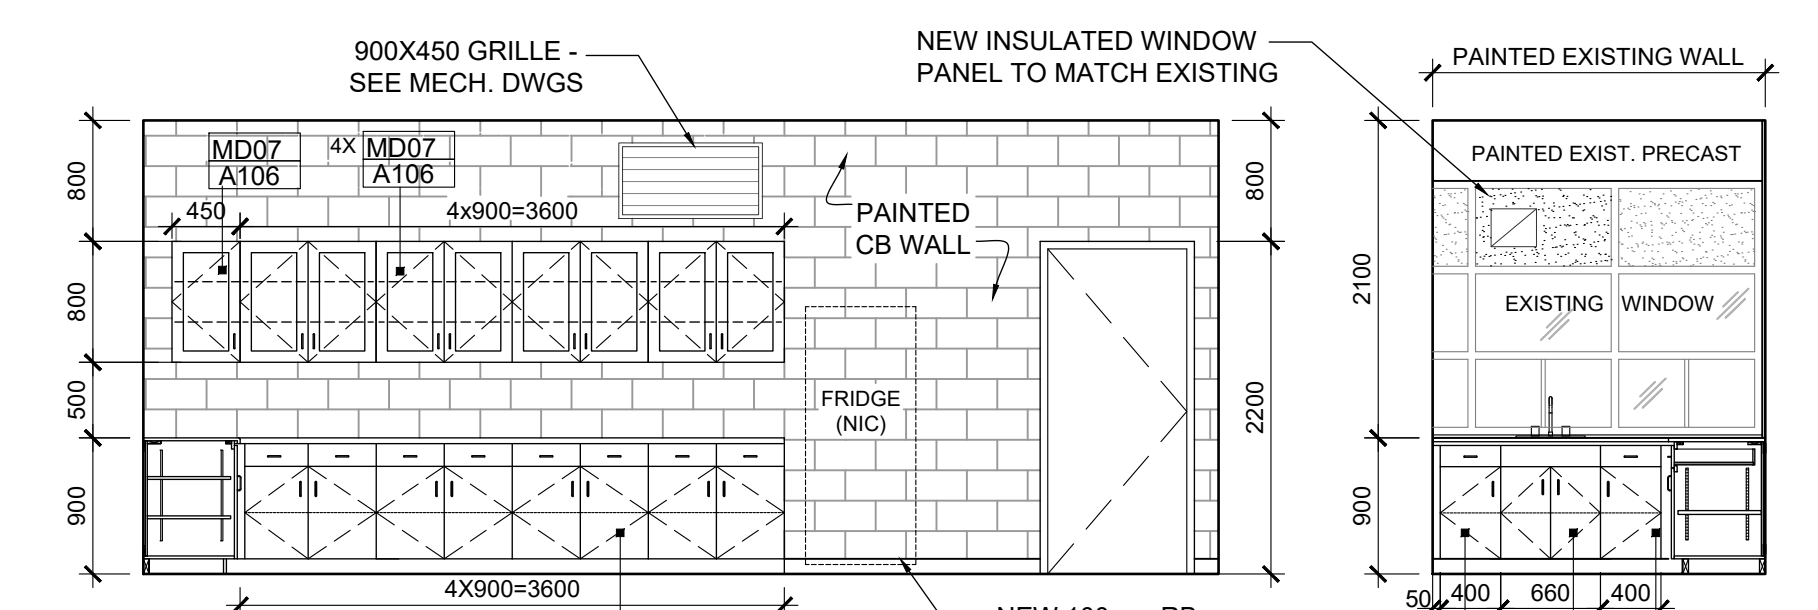 900X450 GRILLE -
SEE MECH. DWGS
NEW INSULATED WINDOW
PANEL TO MATCH EXISTING
PAINTED EXISTING WALL
800
MD07
A106
4X MD07
A106
450
4x900=3600
PAINTED
CB WALL
800
PAINTED EXIST. PRECAST
800
2100
EXISTING WINDOW
500
FRIDGE
(NIC)
2200
900
900
4X900=3600
50
400
660
400